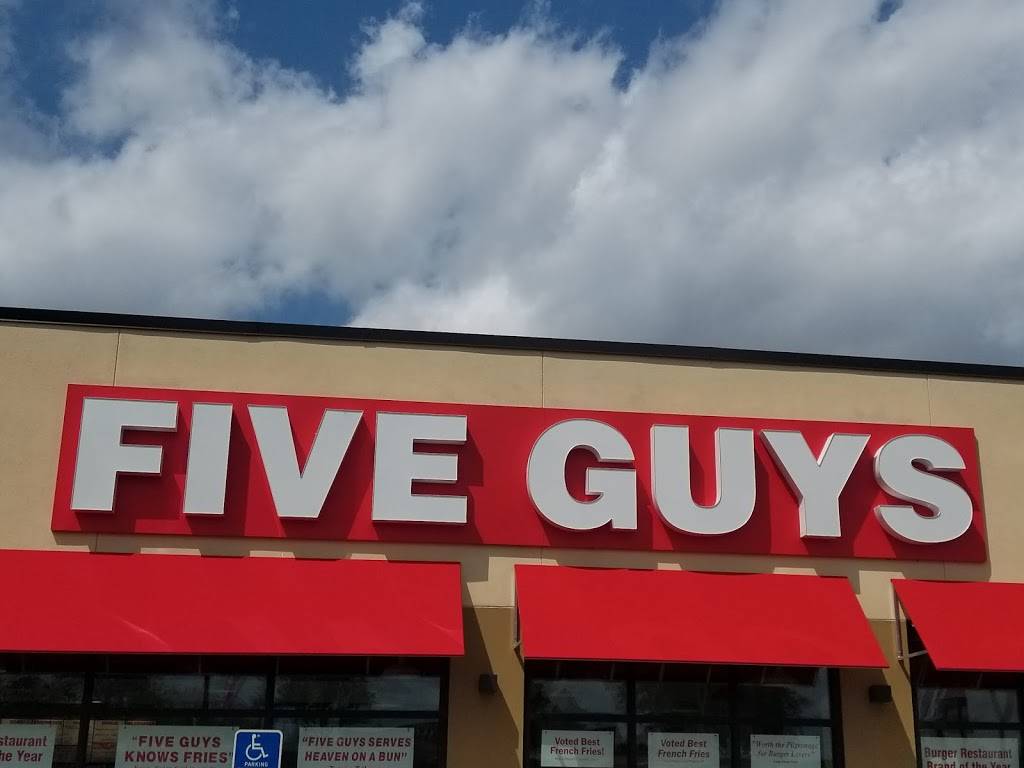 FIVE GUYS
staurant
he Year
"FIVE GUYS
KNOWS FRIES"
PARKING
"FIVE GUYS SERVES
HEAVEN ON A BUN"
Voted Best
French Fries!
Voted Best
French Fries
"Worth the Pilgrimage
for Burger Lovers"
Burger Restaurant
Brand of the Year